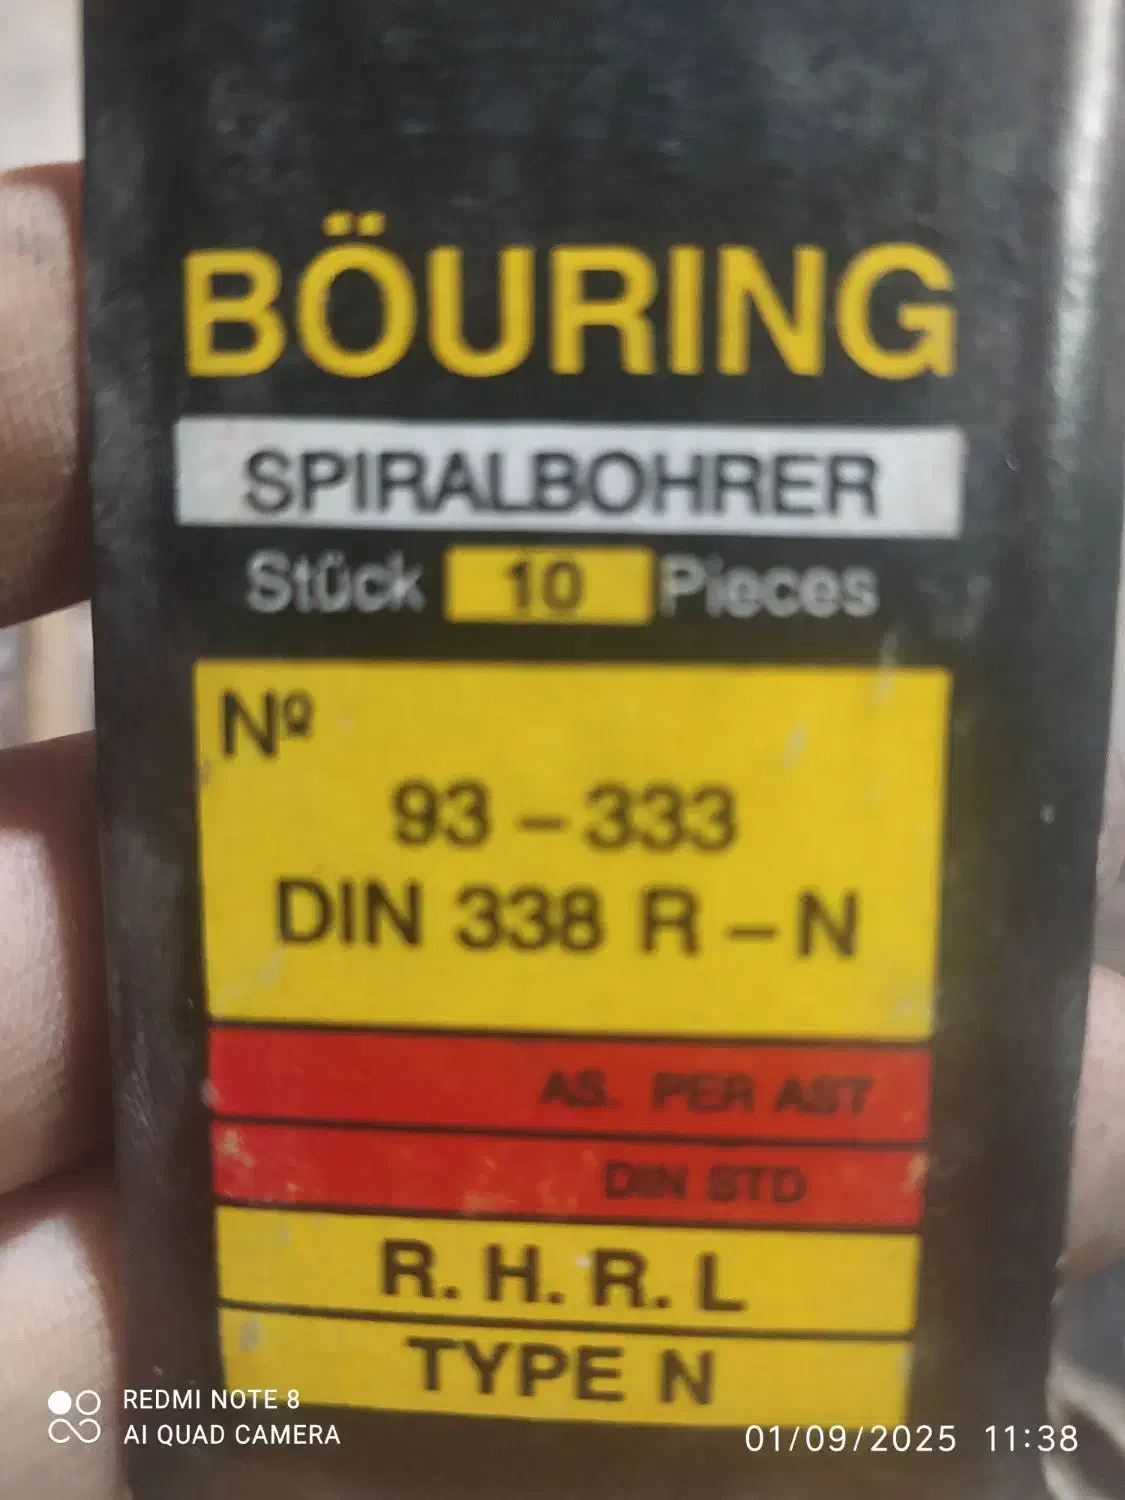 BÖURING
SPIRALBOHRER
Stück 10 Pieces
Nº
93 – 333
DIN 338 R – N
AS. PER AST
DIN STD
R. H. R. L
TYPE N
REDMI NOTE 8
AI QUAD CAMERA
01/09/2025 11:38